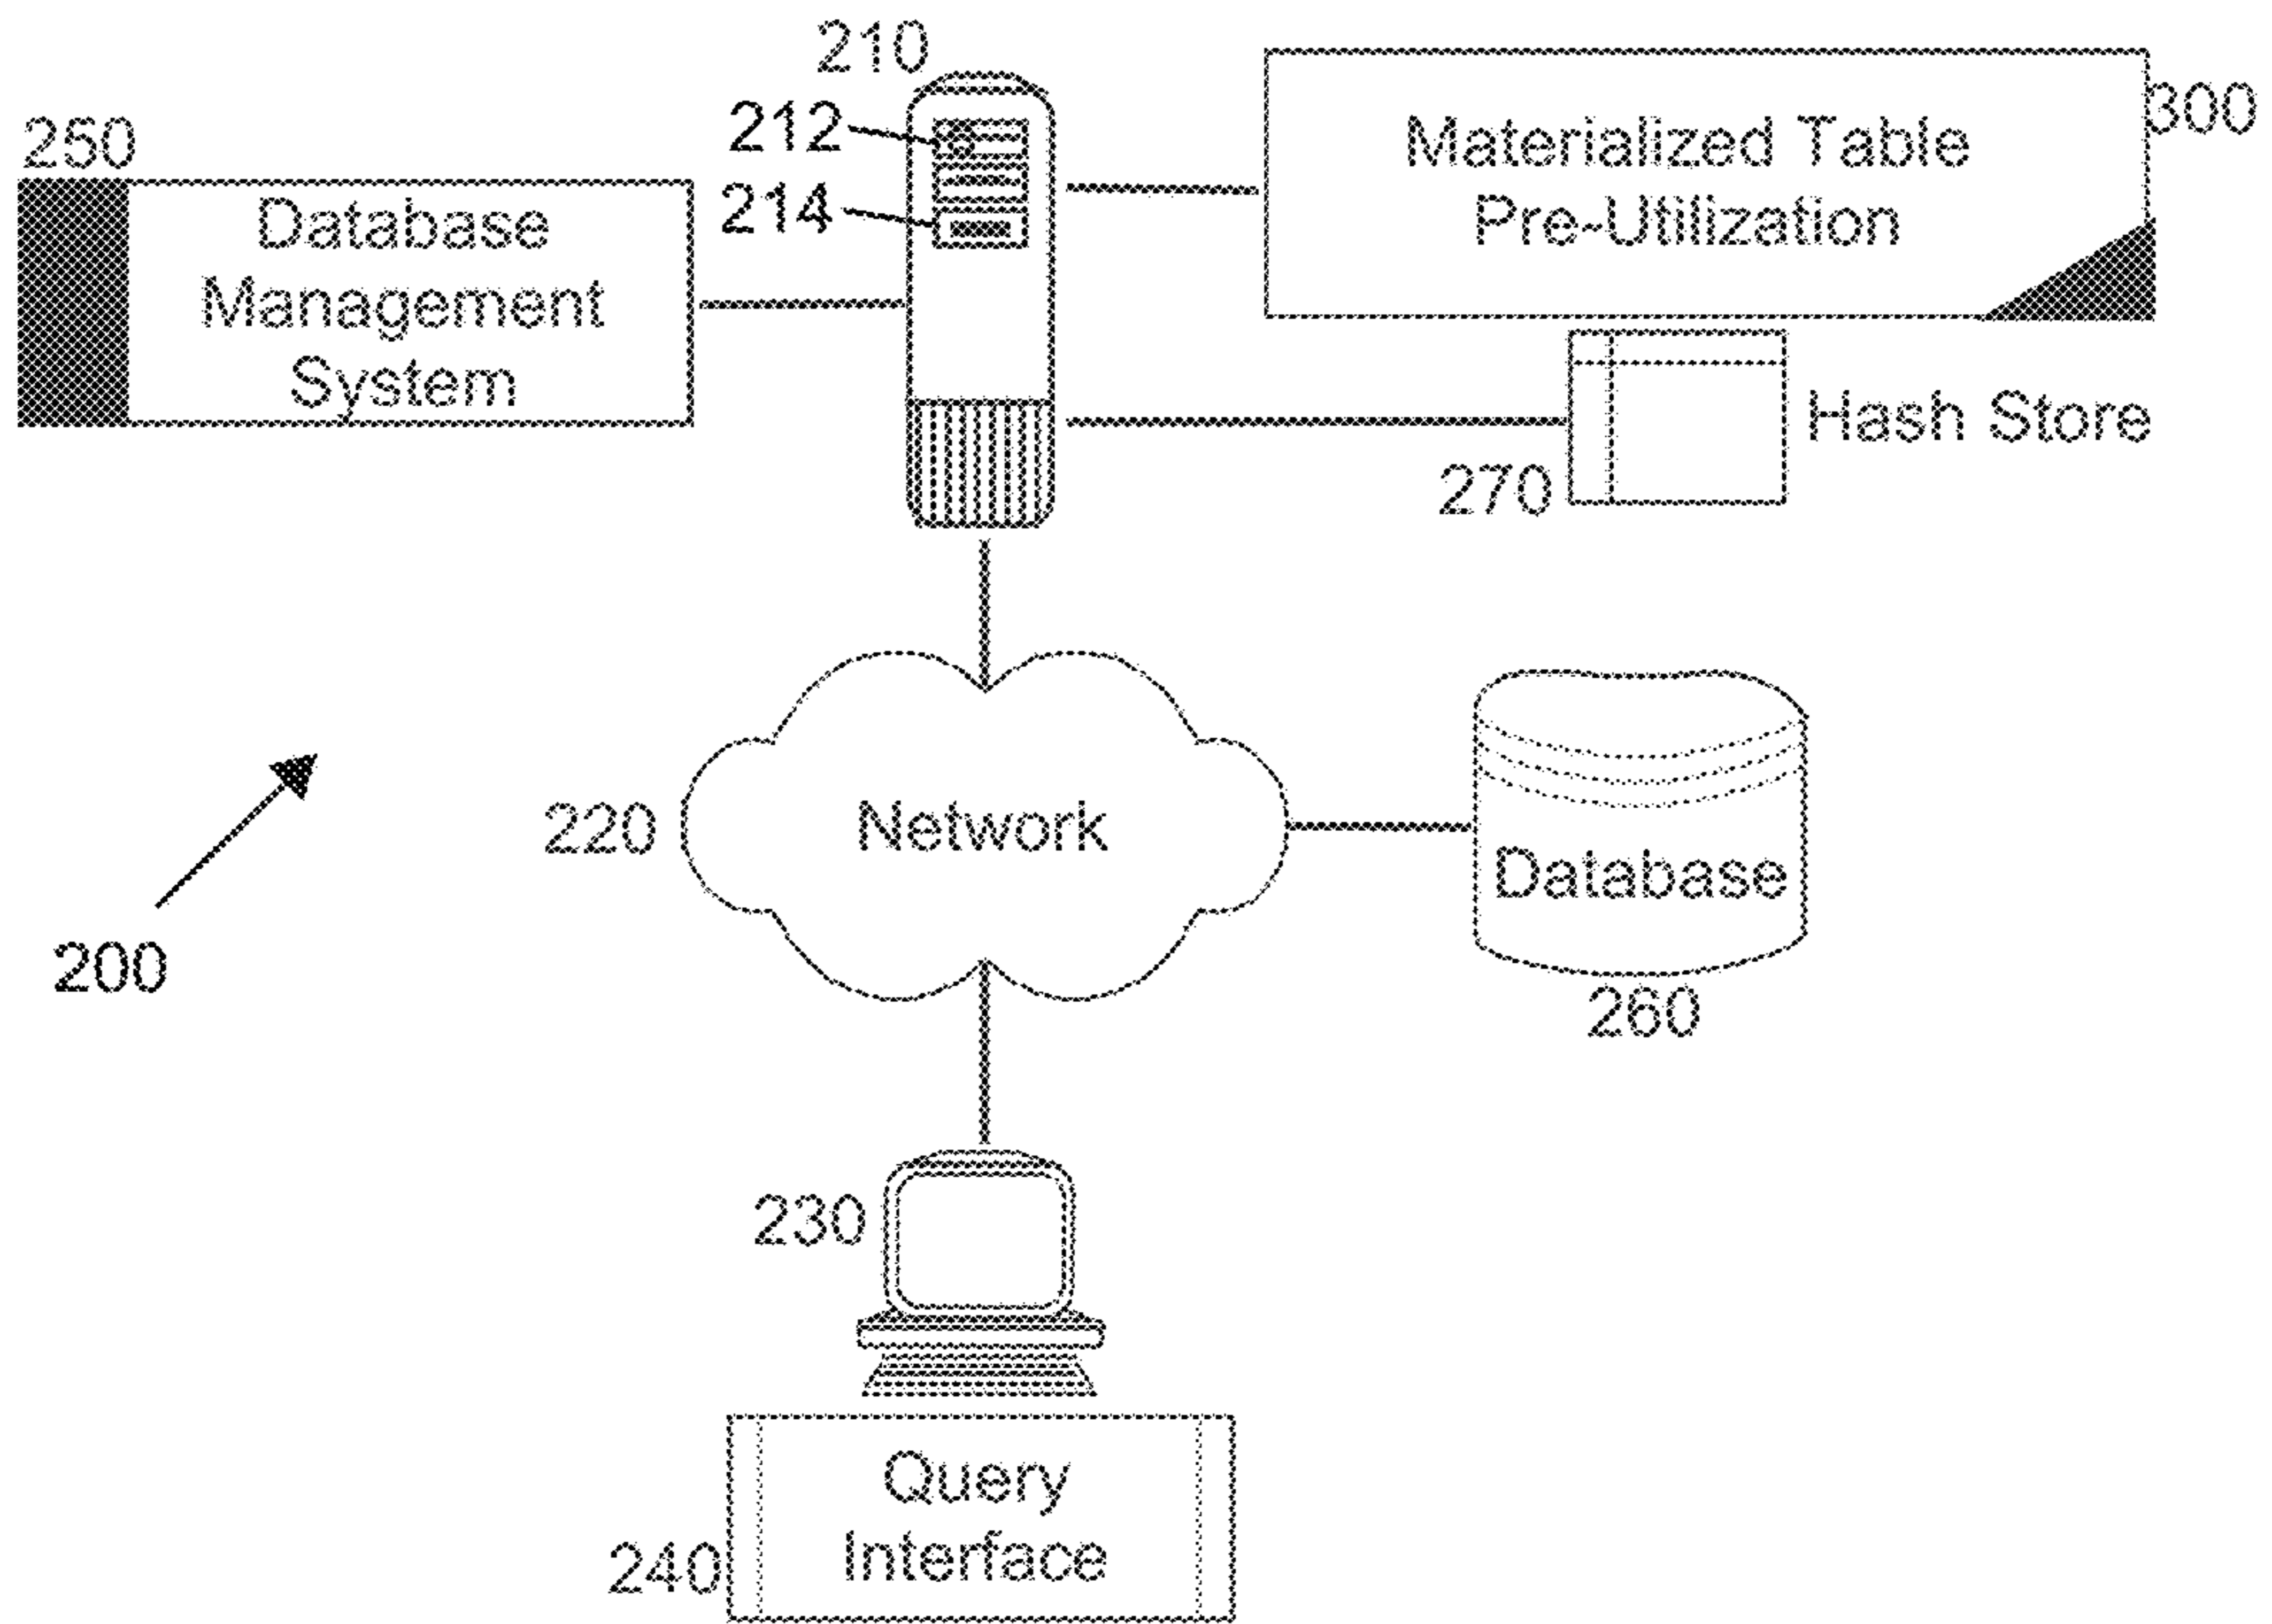 210
212
214
250
Database
Management
System
Materialized Table
Pre-Utilization
300
Hash Store
270
220
Network
Database
260
200
230
Query
Interface
240